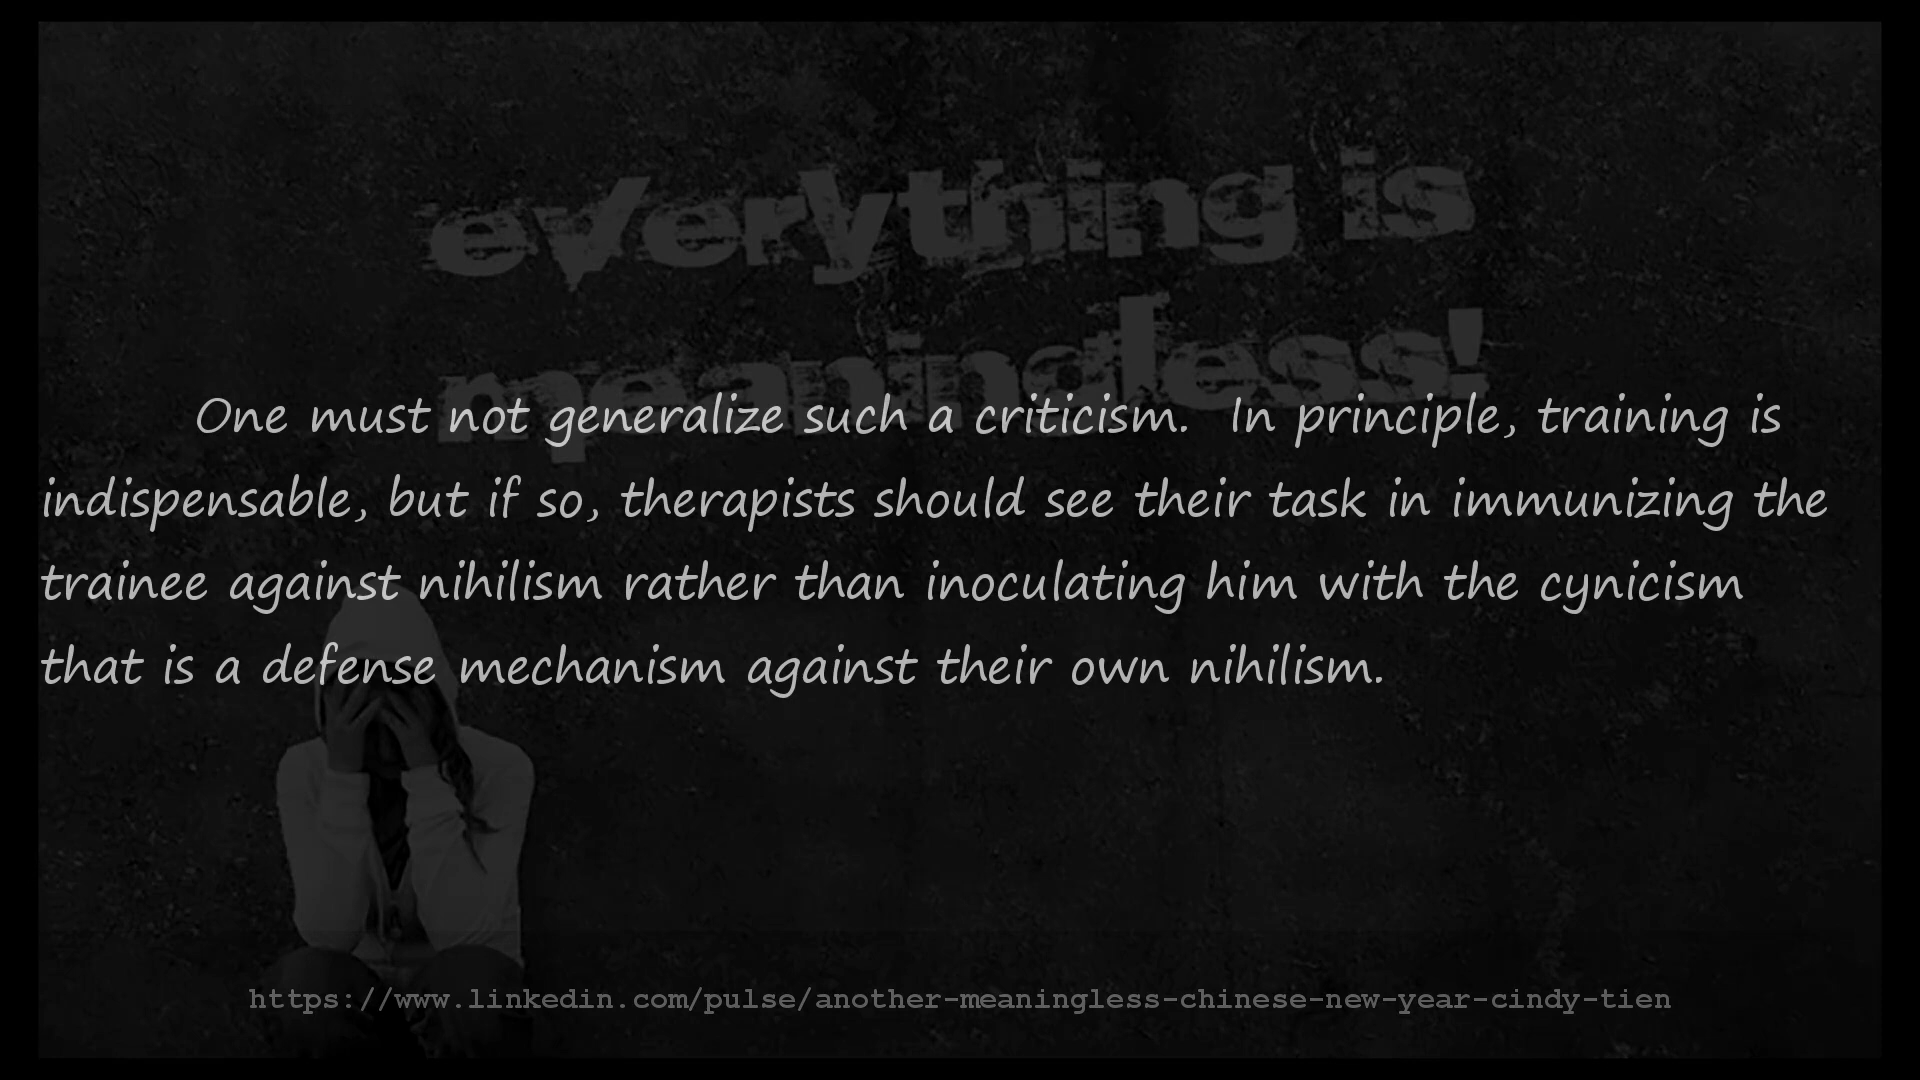 everything is
meaningless!
One must not generalize such a criticism. In principle, training is
indispensable, but if so, therapists should see their task in immunizing the
trainee against nihilism rather than inoculating him with the cynicism
that is a defense mechanism against their own nihilism.
https://www.linkedin.com/pulse/another-meaningless-chinese-new-year-cindy-tien